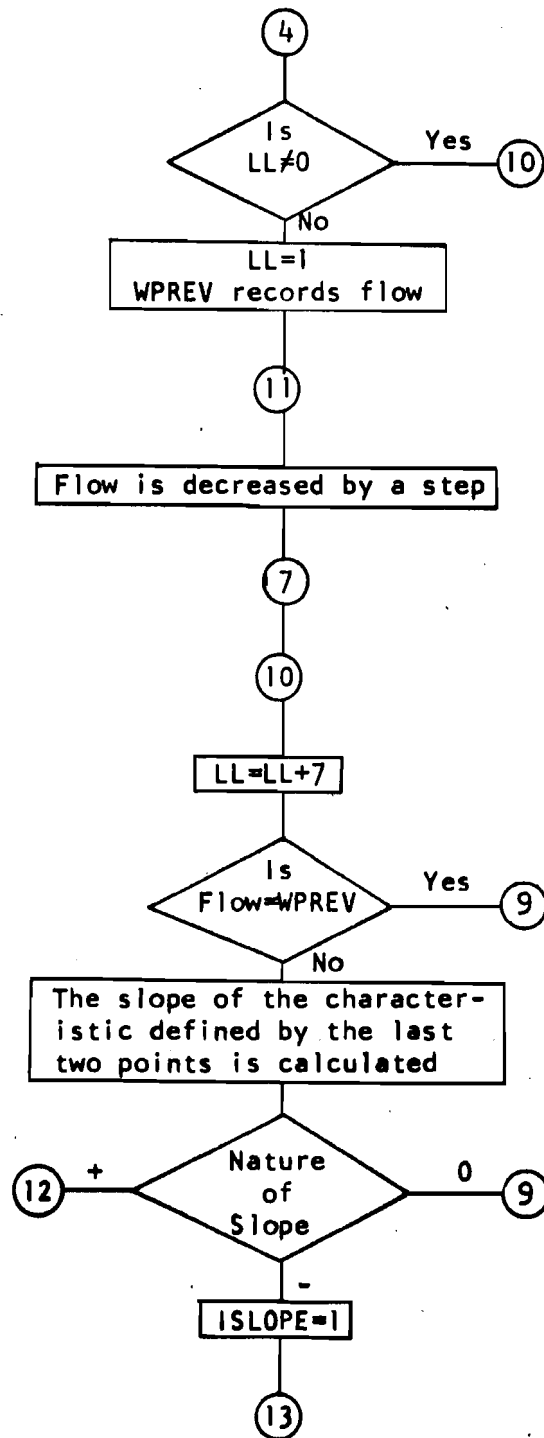 4
Is
LL≠0
Yes
10
No
LL=1
WPREV records flow
11
Flow is decreased by a step
7
10
LL=LL+7
Is
Flow=WPREV
Yes
9
No
The slope of the character-
istic defined by the last
two points is calculated
12
+
Nature
of
Slope
0
9
-
ISLOPE=1
13